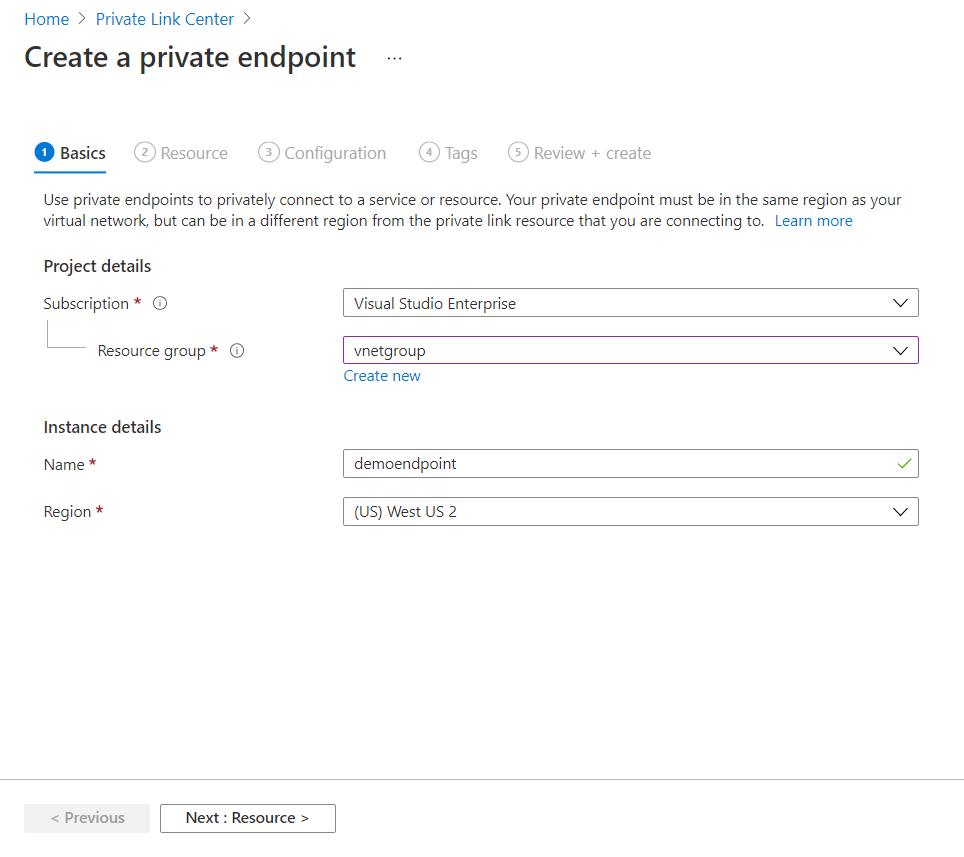 Home > Private Link Center >
Create a private endpoint ...
1 Basics 2 Resource 3 Configuration 4 Tags 5 Review + create
Use private endpoints to privately connect to a service or resource. Your private endpoint must be in the same region as your
virtual network, but can be in a different region from the private link resource that you are connecting to. Learn more
Project details
Subscription * Visual Studio Enterprise
Resource group * vnetgroup
Create new
Instance details
Name * demoendpoint
Region * (US) West US 2
< Previous Next : Resource >